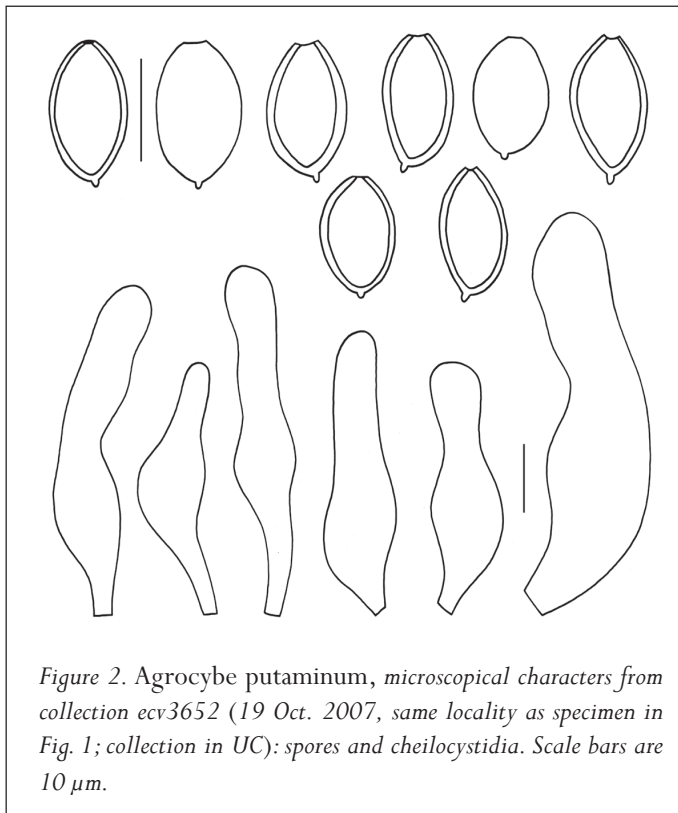 Figure 2. Agrocybe putaminum, microscopical characters from
collection ecv3652 (19 Oct. 2007, same locality as specimen in
Fig. 1; collection in UC): spores and cheilocystidia. Scale bars are
10 µm.